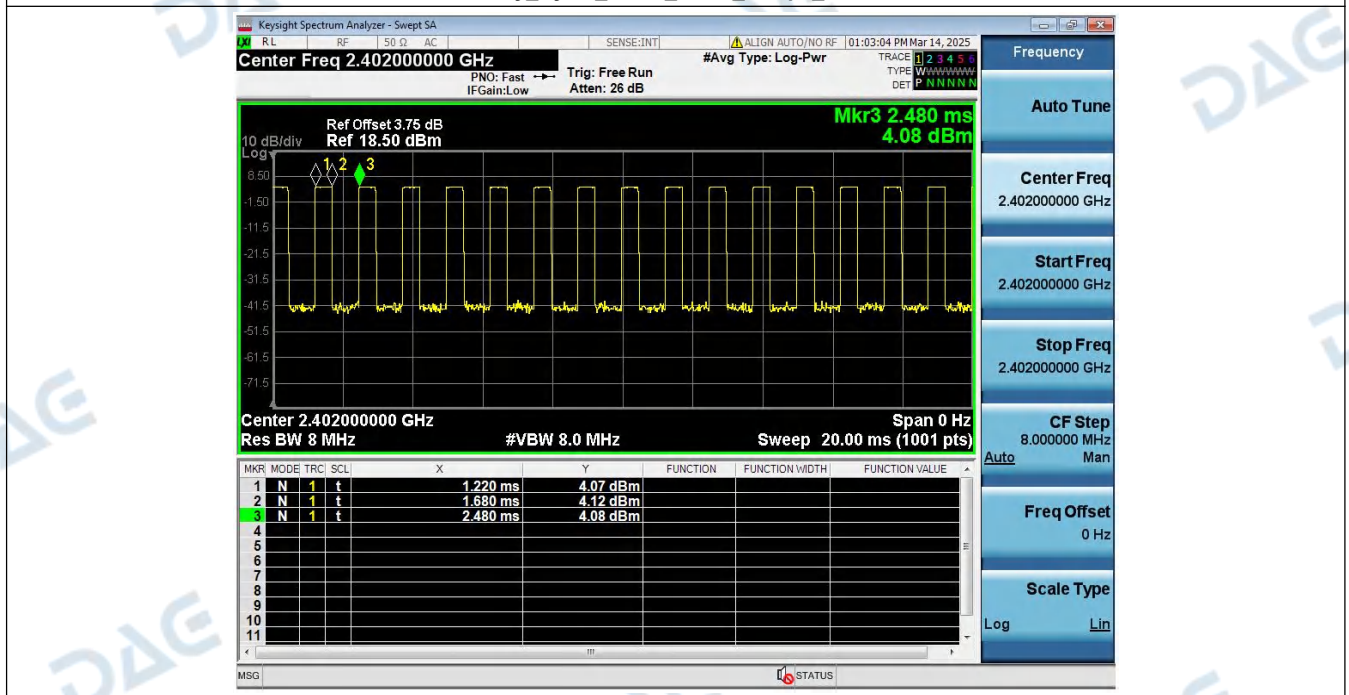 Keysight Spectrum Analyzer - Swept SA
LXI RL RF 50 Ω AC SENSE:INT ALIGN AUTO/NO RF 01:03:04 PM Mar 14, 2025
Center Freq 2.402000000 GHz #Avg Type: Log-Pwr TRACE 1 2 3 4 5 6
PNO: Fast Trig: Free Run TYPE WWWWWW
IFGain:Low Atten: 26 dB DET P N N N N N
Mkr3 2.480 ms
Ref Offset 3.75 dB
10 dB/div Ref 18.50 dBm 4.08 dBm
Log
1 2 3
8.50
-1.50
-11.5
-21.5
-31.5
-41.5
-51.5
-61.5
-71.5
Center 2.402000000 GHz Span 0 Hz
Res BW 8 MHz #VBW 8.0 MHz Sweep 20.00 ms (1001 pts)
MKR MODE TRC SCL X Y FUNCTION FUNCTION WIDTH FUNCTION VALUE
1 N 1 t 1.220 ms 4.07 dBm
2 N 1 t 1.680 ms 4.12 dBm
3 N 1 t 2.480 ms 4.08 dBm
4
5
6
7
8
9
10
11
MSG STATUS
Frequency
Auto Tune
Center Freq
2.402000000 GHz
Start Freq
2.402000000 GHz
Stop Freq
2.402000000 GHz
CF Step
8.000000 MHz
Auto Man
Freq Offset
0 Hz
Scale Type
Log Lin
DAG
DAG
DAG